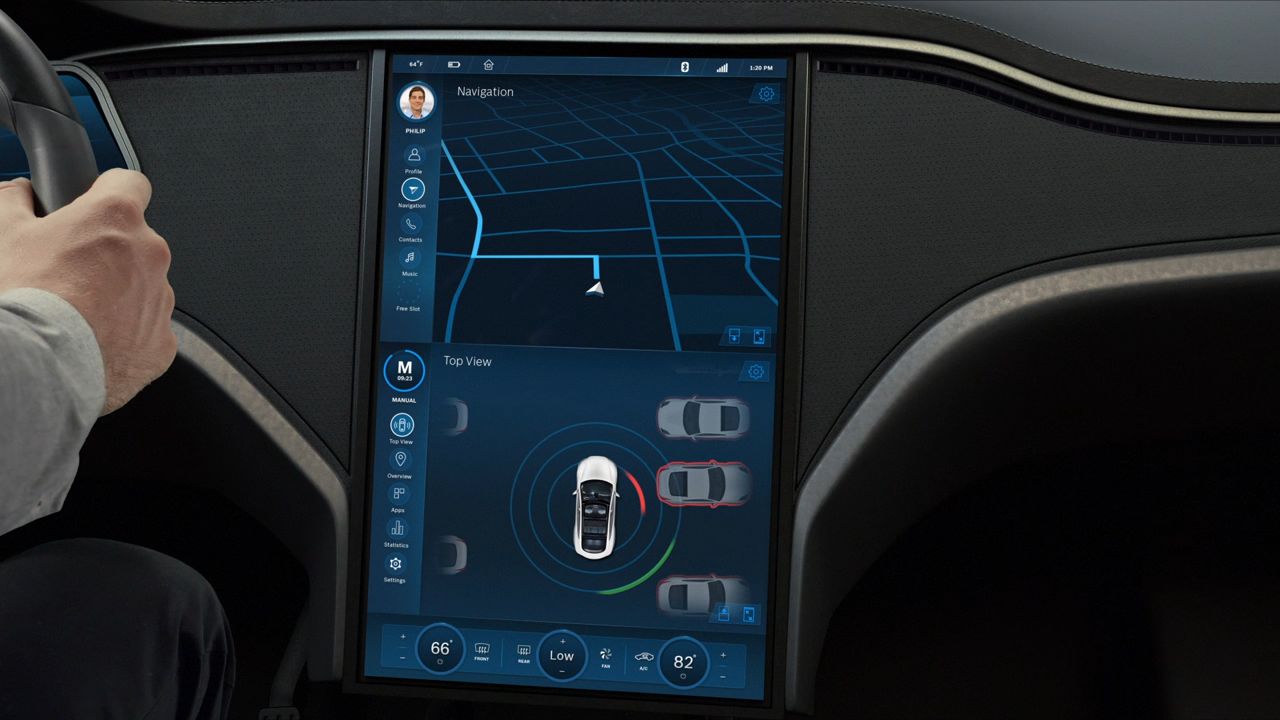 64°F
1:20 PM
Navigation
PHILIP
Profile
Navigation
Contacts
Music
Free Slot
Top View
M
09:23
MANUAL
Top View
Overview
Apps
Statistics
Settings
+
66°
−
FRONT
REAR
+
Low
−
FAN
A/C
82°
+
−